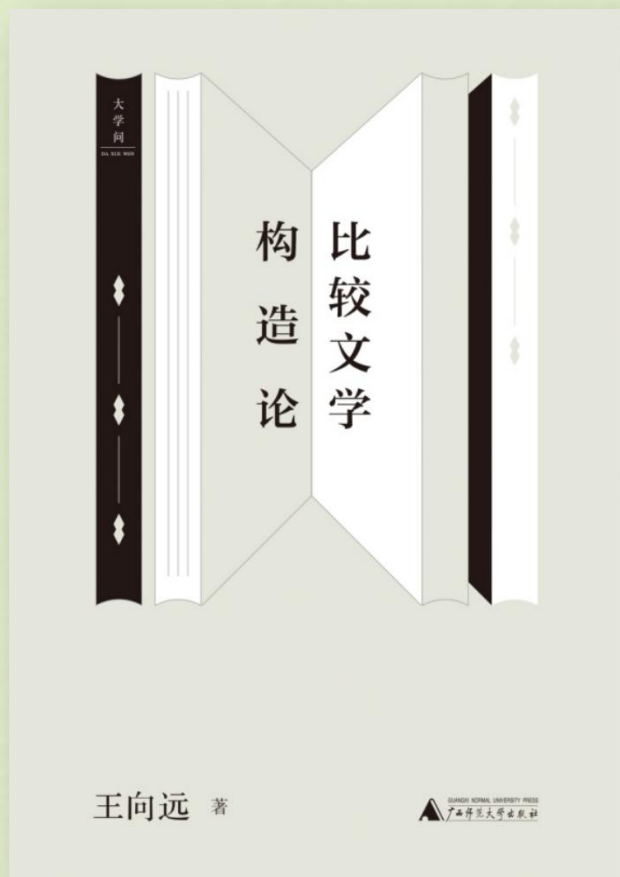 大学问
DA XUE WEN
比较文学
构造论
王向远 著
GUANGXI NORMAL UNIVERSITY PRESS
广西师范大学出版社